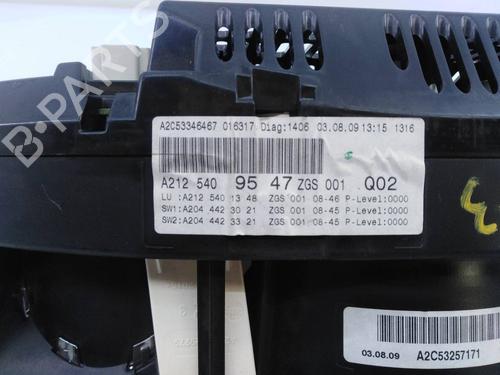 A2C53346467 016317 Diag:1406 03.08.09 13:15 1316
A212 540 95 47 ZGS 001 Q02
LU :A212 540 13 48 ZGS 001 08-46 P-Level:0000
SW1:A204 442 30 21 ZGS 001 08-45 P-Level:0000
SW2:A204 442 33 21 ZGS 001 08-45 P-Level:0000
B-PARTS
03.08.09 A2C53257171